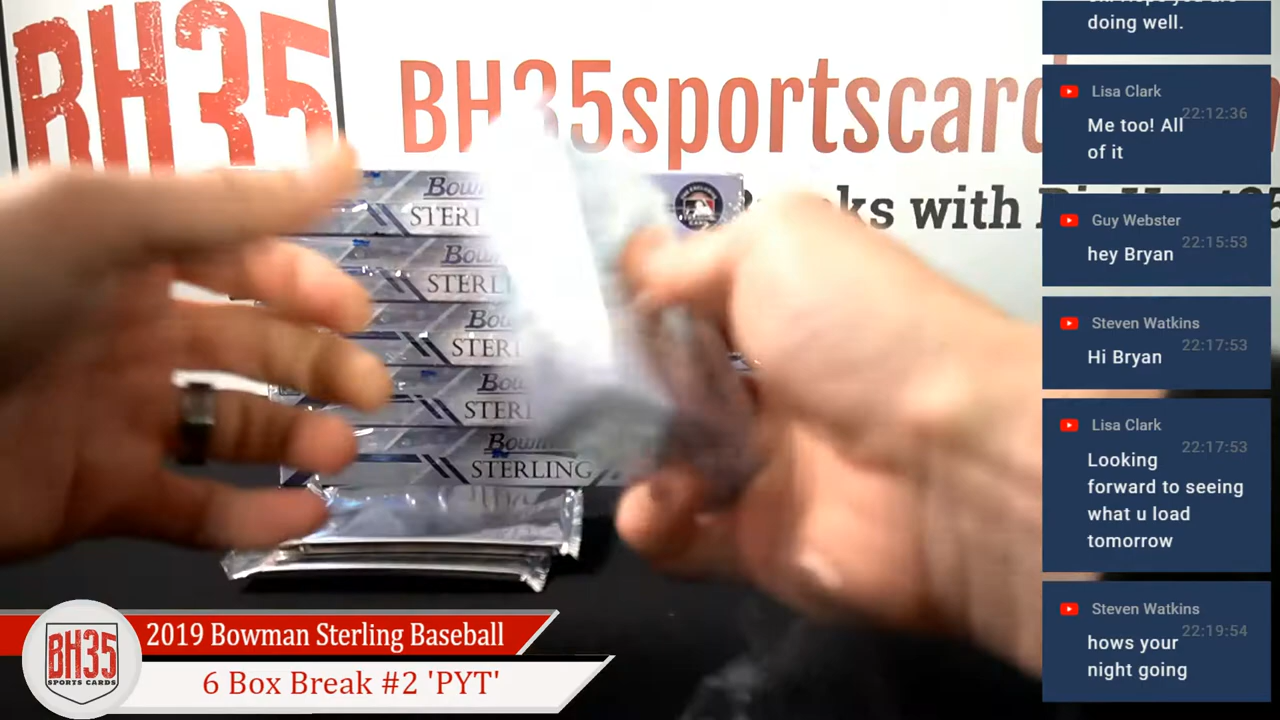 BH35
BH35sportscard
ks with
Bowm
STERL
Bow
STERL
Bo
STERI
Bow
STERL
Bowm
STERLING
doing well.
Lisa Clark
22:12:36
Me too! All
of it
Guy Webster
22:15:53
hey Bryan
Steven Watkins
22:17:53
Hi Bryan
Lisa Clark
22:17:53
Looking
forward to seeing
what u load
tomorrow
Steven Watkins
22:19:54
hows your
night going
BH35
SPORTS CARDS
2019 Bowman Sterling Baseball
6 Box Break #2 'PYT'